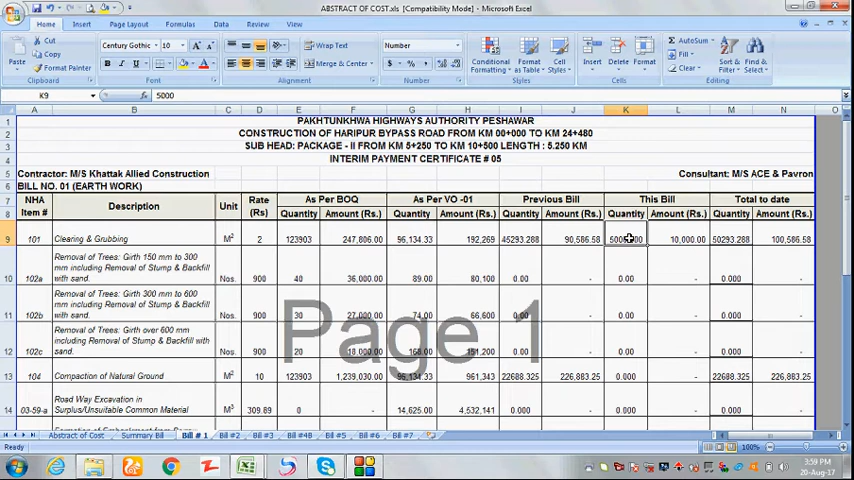 ABSTRACT OF COST.xls [Compatibility Mode] - Microsoft Excel
Home Insert Page Layout Formulas Data Review View
Cut Copy Format Painter Paste Clipboard
Century Gothic 10 Font
Wrap Text Merge & Center Alignment
Number Number
Conditional Formatting Format as Table Cell Styles Styles
Insert Delete Format Cells
AutoSum Fill Clear Sort & Filter Find & Select Editing
K9 5000
A B C D E F G H I J K L M N O
1 PAKHTUNKHWA HIGHWAYS AUTHORITY PESHAWAR
2 CONSTRUCTION OF HARIPUR BYPASS ROAD FROM KM 00+000 TO KM 24+480
3 SUB HEAD: PACKAGE - II FROM KM 5+250 KM 10+500 LENGTH : 5.250 KM
4 INTERIM PAYMENT CERTIFICATE # 05
5 Contractor: M/S Khattak Allied Construction Consultant: M/S ACE & Pavron
6 BILL NO. 01 (EARTH WORK)
7 NHA Item # Description Unit Rate (Rs) As Per BOQ As Per VO -01 Previous Bill This Bill Total to date
8 Quantity Amount (Rs.) Quantity Amount (Rs.) Quantity Amount (Rs.) Quantity Amount (Rs.) Quantity Amount (Rs.)
9 101 Clearing & Grubbing M² 2 123903 247,806.00 96,134.33 192,269 45293.288 90,586.58 10,000.00 50293.288 100,586.58
10 102a Removal of Trees: Girth 150 mm to 300 mm including Removal of Stump & Backfill with sand. Nos. 900 40 36,000.00 89.00 80,100 0.00 - 0.00 - 0.000 -
11 102b Removal of Trees: Girth 300 mm to 600 mm including Removal of Stump & Backfill with sand. Nos. 900 30 27,000.00 74.00 66,600 0.00 - 0.00 - 0.000 -
12 102c Removal of Trees: Girth over 600 mm including Removal of Stump & Backfill with sand. Nos. 900 20 18,000.00 168.00 151,200 0.00 - 0.00 - 0.000 -
13 104 Compaction of Natural Ground M² 10 123903 1,239,030.00 96,134.33 961,343 22688.325 226,883.25 0.000 - 22688.325 226,883.25
14 03-59-a Road Way Excavation in Surplus/Unsuitable Common Material M³ 309.89 0 - 14,625.00 4,532,141 0.000 - 0.000 - 0.000 -
Page 1
Abstract of Cost Summary Bill Bill # 1 Bill #2 Bill #3 Bill #4B Bill #5 Bill #6 Bill #7
Ready 100%
3:59 PM
20-Aug-17